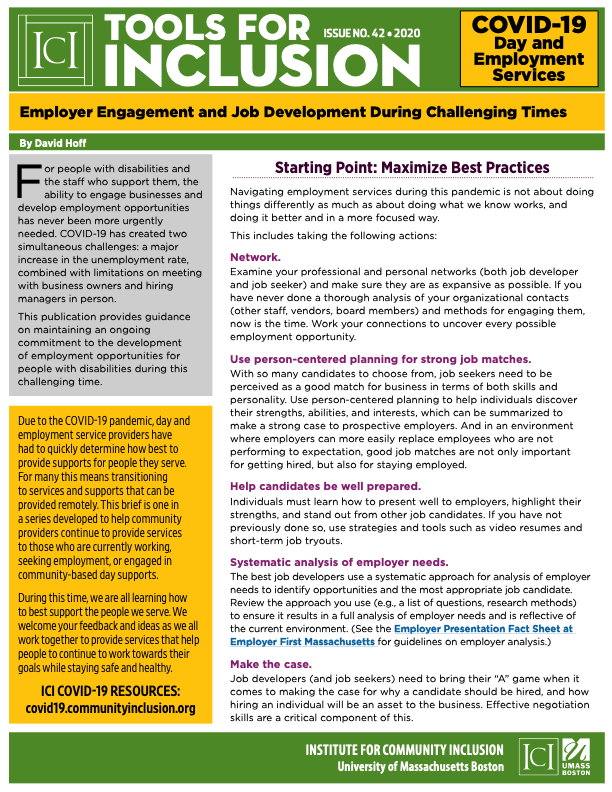 ICI
TOOLS FOR
INCLUSION
ISSUE NO. 42 • 2020
COVID-19
Day and
Employment
Services
Employer Engagement and Job Development During Challenging Times
By David Hoff
For people with disabilities and
the staff who support them, the
ability to engage businesses and
develop employment opportunities
has never been more urgently
needed. COVID-19 has created two
simultaneous challenges: a major
increase in the unemployment rate,
combined with limitations on meeting
with business owners and hiring
managers in person.
This publication provides guidance
on maintaining an ongoing
commitment to the development
of employment opportunities for
people with disabilities during this
challenging time.
Due to the COVID-19 pandemic, day and
employment service providers have
had to quickly determine how best to
provide supports for people they serve.
For many this means transitioning
to services and supports that can be
provided remotely. This brief is one in
a series developed to help community
providers continue to provide services
to those who are currently working,
seeking employment, or engaged in
community-based day supports.
During this time, we are all learning how
to best support the people we serve. We
welcome your feedback and ideas as we all
work together to provide services that help
people to continue to work towards their
goals while staying safe and healthy.
ICI COVID-19 RESOURCES:
covid19.communityinclusion.org
Starting Point: Maximize Best Practices
Navigating employment services during this pandemic is not about doing
things differently as much as about doing what we know works, and
doing it better and in a more focused way.
This includes taking the following actions:
Network.
Examine your professional and personal networks (both job developer
and job seeker) and make sure they are as expansive as possible. If you
have never done a thorough analysis of your organizational contacts
(other staff, vendors, board members) and methods for engaging them,
now is the time. Work your connections to uncover every possible
employment opportunity.
Use person-centered planning for strong job matches.
With so many candidates to choose from, job seekers need to be
perceived as a good match for business in terms of both skills and
personality. Use person-centered planning to help individuals discover
their strengths, abilities, and interests, which can be summarized to
make a strong case to prospective employers. And in an environment
where employers can more easily replace employees who are not
performing to expectation, good job matches are not only important
for getting hired, but also for staying employed.
Help candidates be well prepared.
Individuals must learn how to present well to employers, highlight their
strengths, and stand out from other job candidates. If you have not
previously done so, use strategies and tools such as video resumes and
short-term job tryouts.
Systematic analysis of employer needs.
The best job developers use a systematic approach for analysis of employer
needs to identify opportunities and the most appropriate job candidate.
Review the approach you use (e.g., a list of questions, research methods)
to ensure it results in a full analysis of employer needs and is reflective of
the current environment. (See the Employer Presentation Fact Sheet at
Employer First Massachusetts for guidelines on employer analysis.)
Make the case.
Job developers (and job seekers) need to bring their “A” game when it
comes to making the case for why a candidate should be hired, and how
hiring an individual will be an asset to the business. Effective negotiation
skills are a critical component of this.
INSTITUTE FOR COMMUNITY INCLUSION
University of Massachusetts Boston
ICI
UMASS
BOSTON